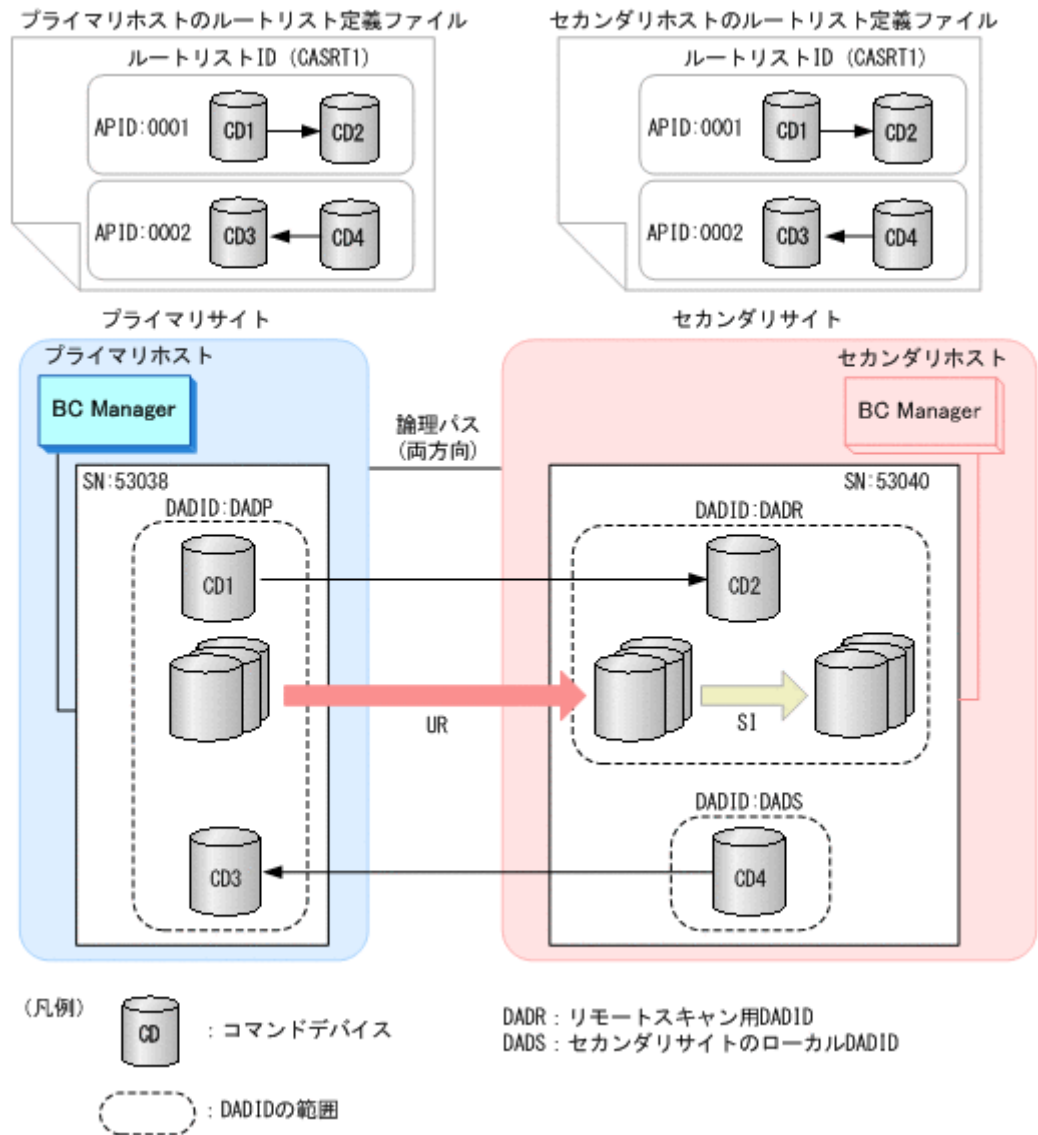 プライマリホストのルートリスト定義ファイル
ルートリストID (CASRT1)
APID:0001
CD1
CD2
APID:0002
CD3
CD4
セカンダリホストのルートリスト定義ファイル
ルートリストID (CASRT1)
APID:0001
CD1
CD2
APID:0002
CD3
CD4
プライマリサイト
プライマリホスト
BC Manager
SN:53038
DADID:DADP
CD1
CD3
論理パス
(両方向)
UR
セカンダリサイト
セカンダリホスト
BC Manager
SN:53040
DADID:DADR
CD2
SI
DADID:DADS
CD4
(凡例)
CD
：コマンドデバイス
：DADIDの範囲
DADR：リモートスキャン用DADID
DADS：セカンダリサイトのローカルDADID